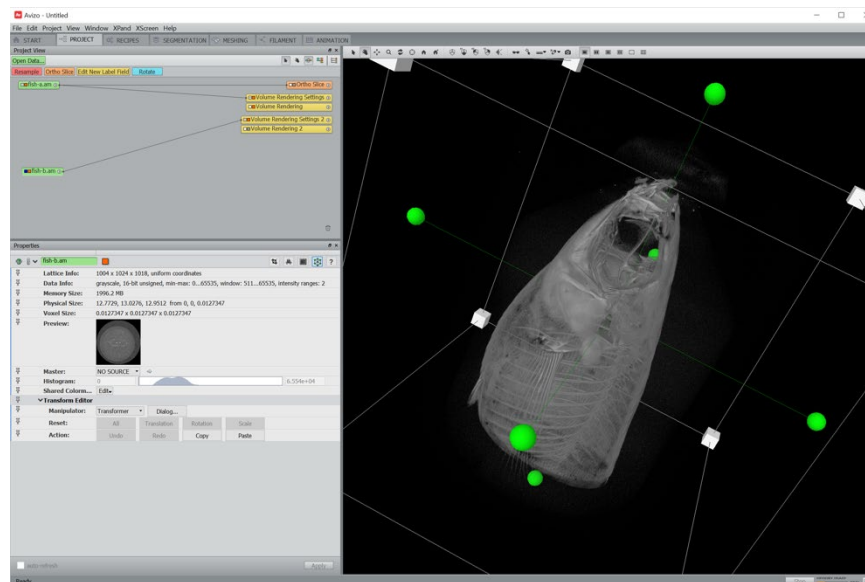 Avizo - Untitled
File Edit Project View Window XPand XScreen Help
START PROJECT RECIPES SEGMENTATION MESHING FILAMENT ANIMATION
Project View
Open Data...
Resample Ortho Slice Edit New Label Field Rotate
fish-a.am Ortho Slice
Volume Rendering Settings
Volume Rendering
Volume Rendering Settings 2
Volume Rendering 2
fish-b.am
Properties
fish-b.am ?
Lattice Info: 1004 x 1024 x 1018, uniform coordinates
Data Info: grayscale, 16-bit unsigned, min-max: 0...65535, window: 511...65535, intensity ranges: 2
Memory Size: 1996.2 MB
Physical Size: 12.7729, 13.0276, 12.9512 from 0, 0, 0.0127347
Voxel Size: 0.0127347 x 0.0127347 x 0.0127347
Preview:
Master: NO SOURCE
Histogram: 0 6.554e+04
Shared Colorm... Edit
Transform Editor
Manipulator: Transformer Dialog...
Reset: All Translation Rotation Scale
Action: Undo Redo Copy Paste
auto-refresh Apply
Ready